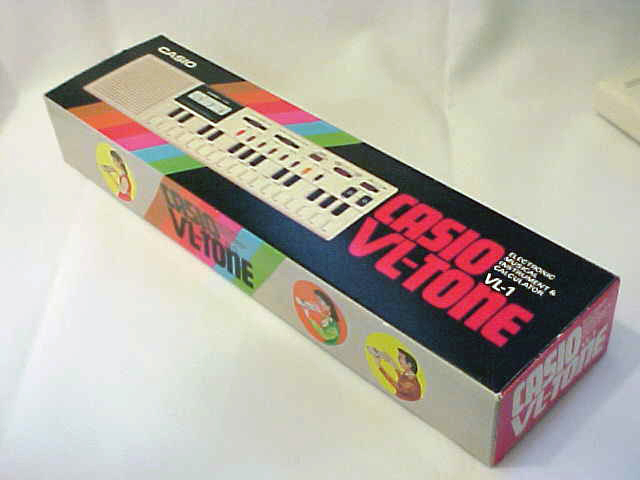 CASIO
CASIO
VL-TONE
ELECTRONIC
MUSICAL
INSTRUMENT &
CALCULATOR
VL-1
CASIO
VL-TONE
CASIO
VL-TONE